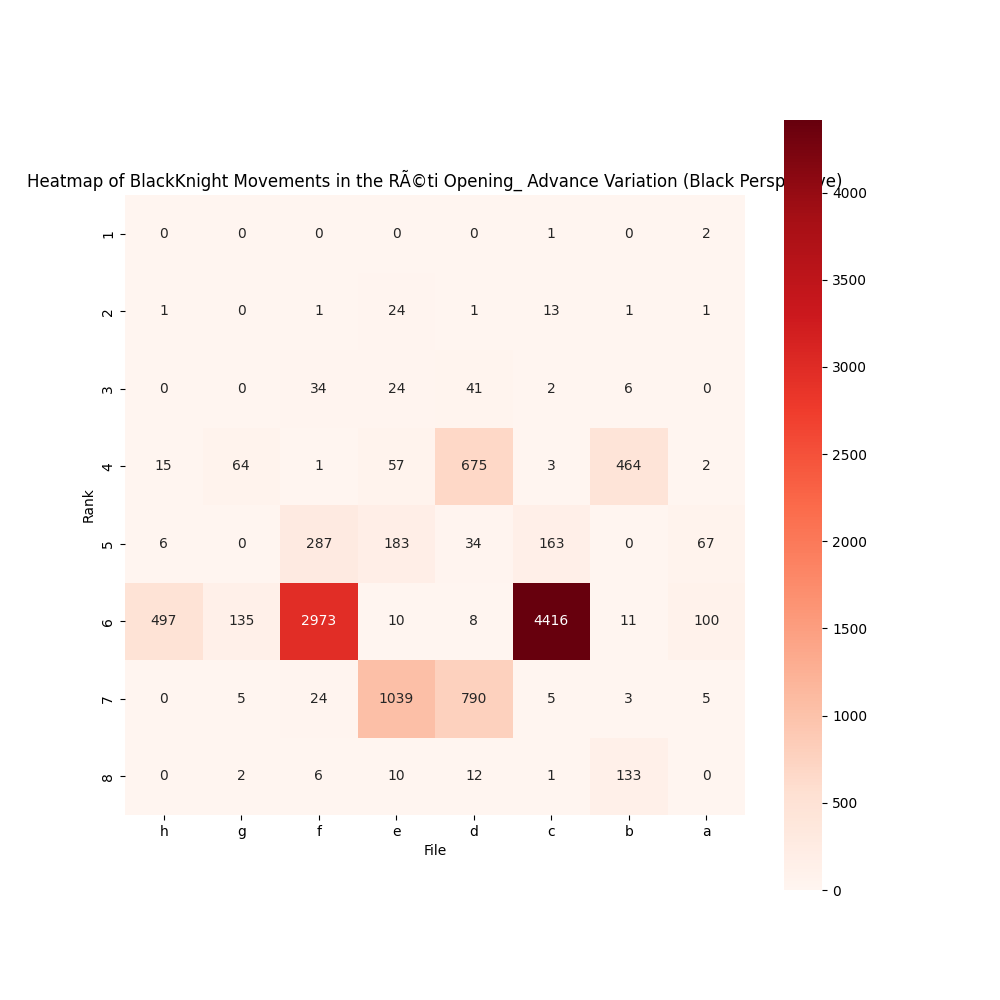 Heatmap of BlackKnight Movements in the RÃ©ti Opening_ Advance Variation (Black Persp ve)
4000
3500
3000
2500
2000
1500
1000
500
0
Rank
1 0 0 0 0 0 1 0 2
2 1 0 1 24 1 13 1 1
3 0 0 34 24 41 2 6 0
4 15 64 1 57 675 3 464 2
5 6 0 287 183 34 163 0 67
6 497 135 2973 10 8 4416 11 100
7 0 5 24 1039 790 5 3 5
8 0 2 6 10 12 1 133 0
h g f e d c b a
File